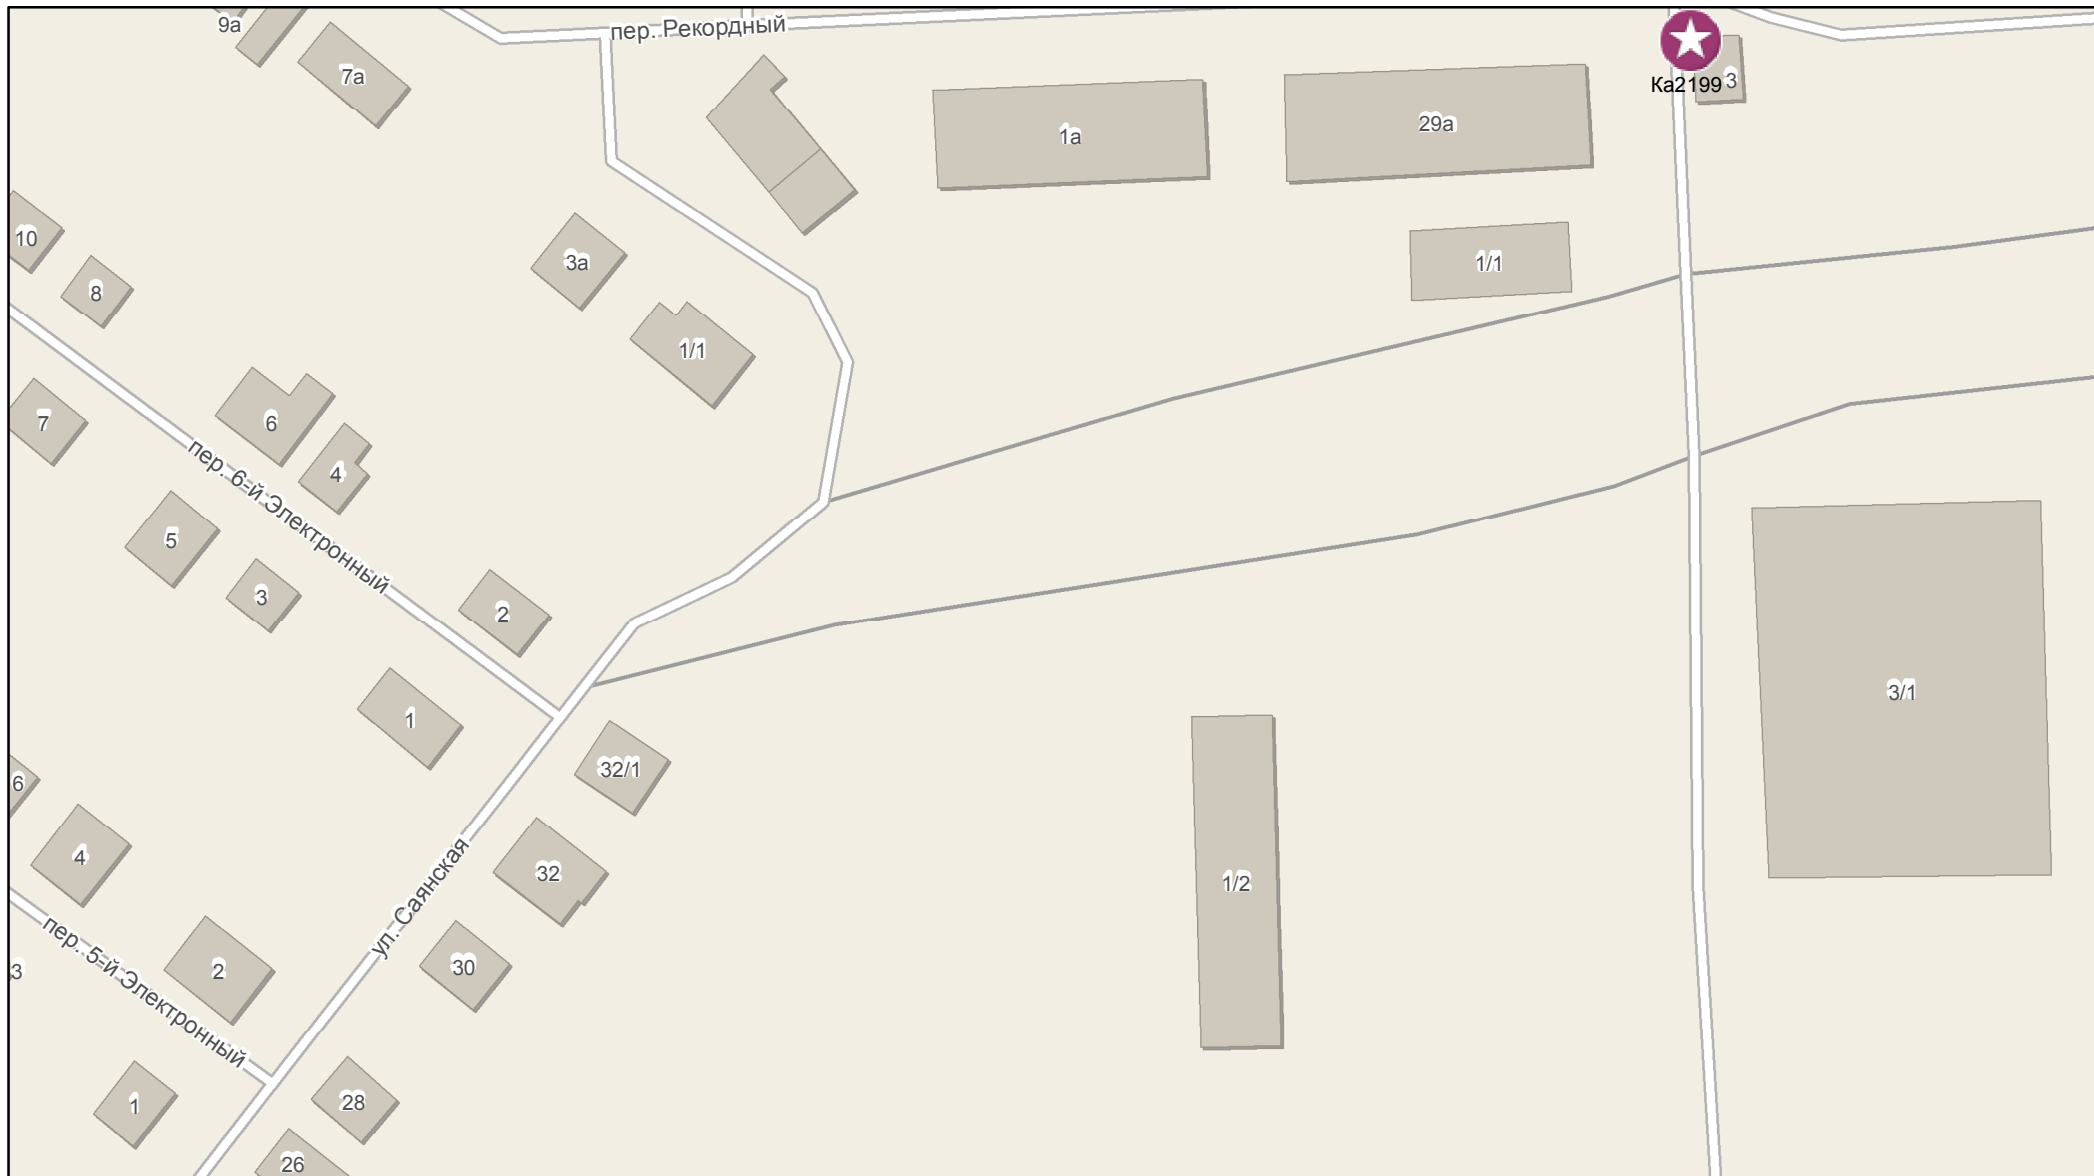 9а
пер. Рекордный
7а
Ка2199
3
1а
29а
10
3а
1/1
8
1/1
7
6
4
пер. 6-й Электронный
5
3
2
3/1
1
32/1
6
4
32
1/2
ул. Саянская
30
3
2
пер. 5-й Электронный
1
28
26